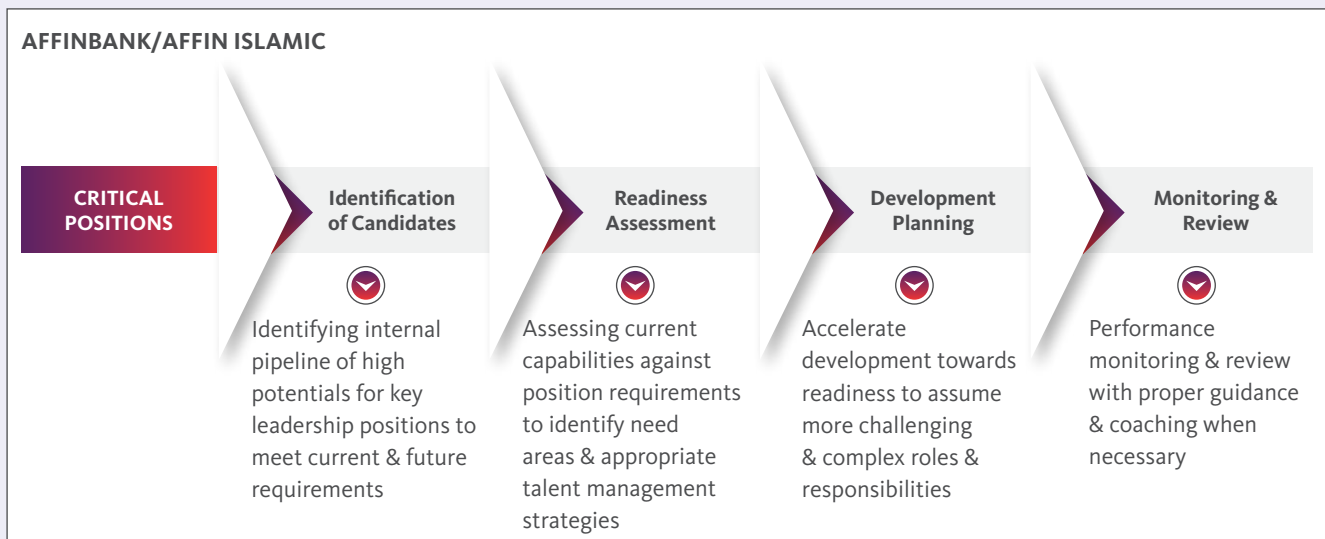 AFFINBANK/AFFIN ISLAMIC
CRITICAL
POSITIONS
Identification
of Candidates
Identifying internal
pipeline of high
potentials for key
leadership positions to
meet current & future
requirements
Readiness
Assessment
Assessing current
capabilities against
position requirements
to identify need
areas & appropriate
talent management
strategies
Development
Planning
Accelerate
development towards
readiness to assume
more challenging
& complex roles &
responsibilities
Monitoring &
Review
Performance
monitoring & review
with proper guidance
& coaching when
necessary